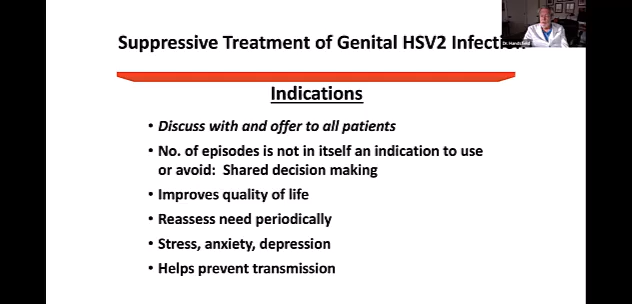 Suppressive Treatment of Genital HSV2 Infection
Dr. Handsfield
Indications
• Discuss with and offer to all patients
• No. of episodes is not in itself an indication to use
or avoid: Shared decision making
• Improves quality of life
• Reassess need periodically
• Stress, anxiety, depression
• Helps prevent transmission